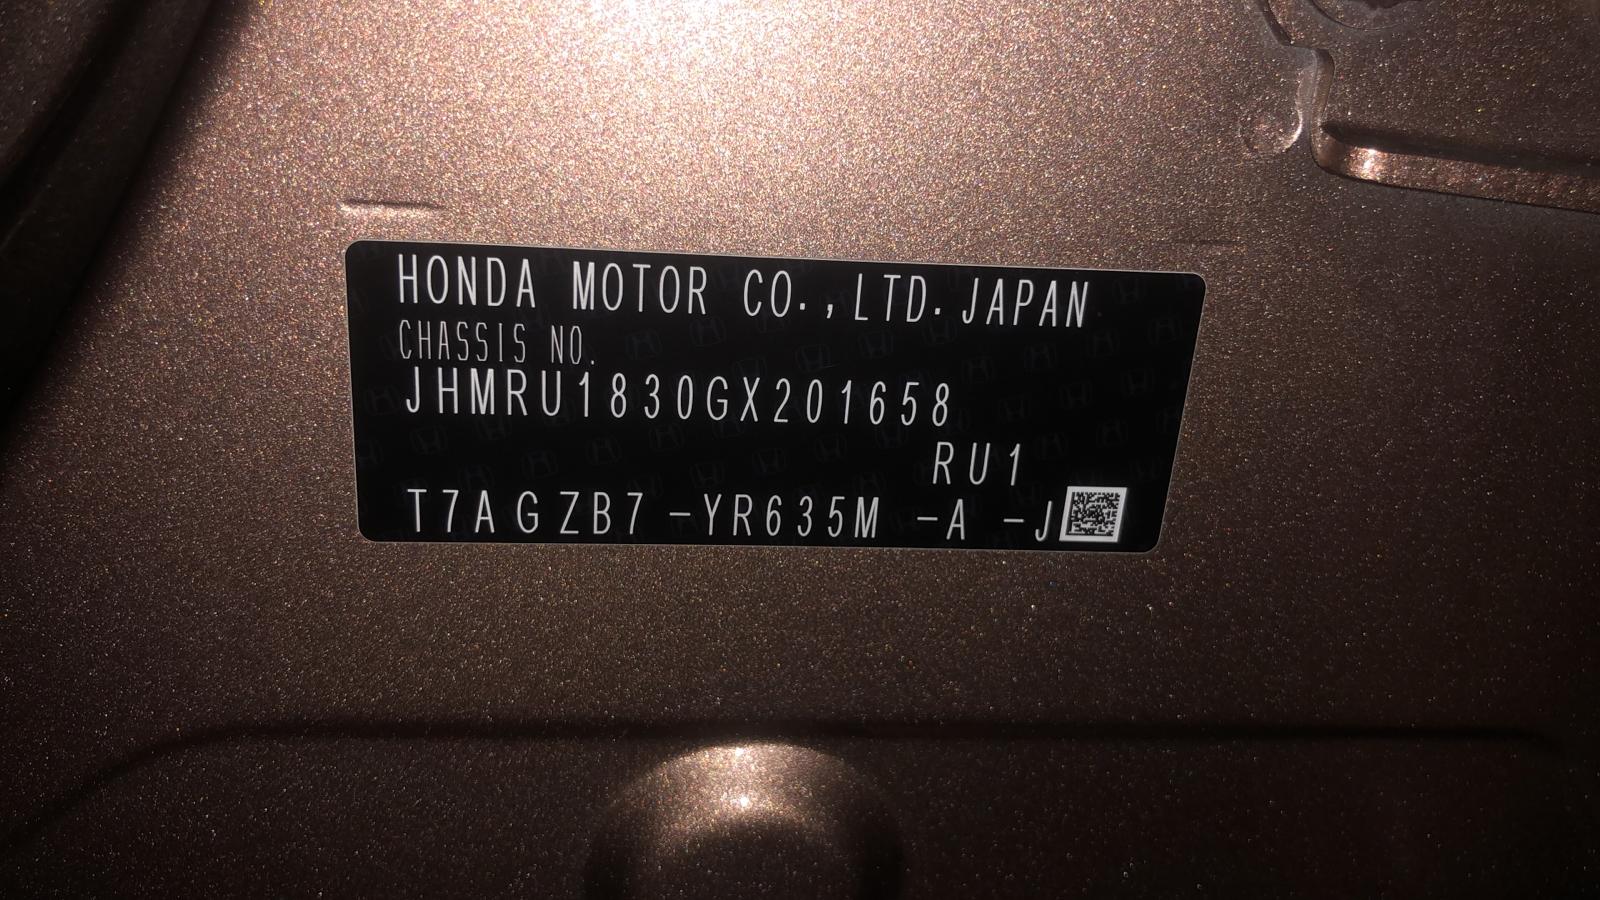 HONDA MOTOR CO.,LTD.JAPAN
CHASSIS NO.
JHMRU1830GX201658
RU1
T7AGZB7-YR635M -A -J